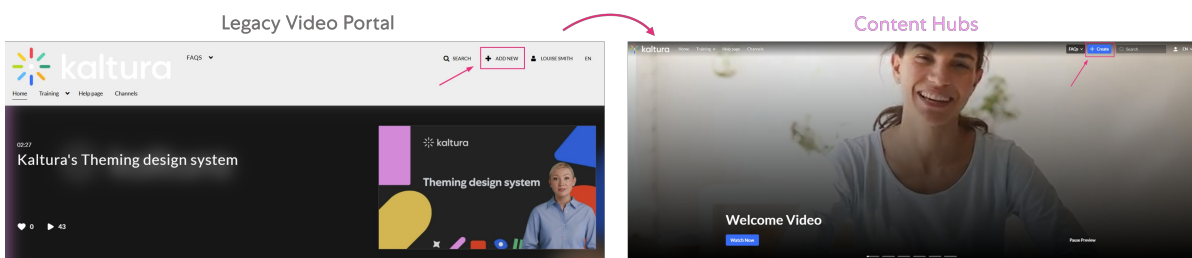 Legacy Video Portal
Content Hubs
kaltura
FAQS
SEARCH
ADD NEW
LOUISE SMITH
EN
Home Training Help page Channels
02:27
Kaltura's Theming design system
0 43
kaltura
Theming design system
kaltura Home Training Help page Channels
FAQs + Create Search EN
Welcome Video
Watch Now
Pause Preview